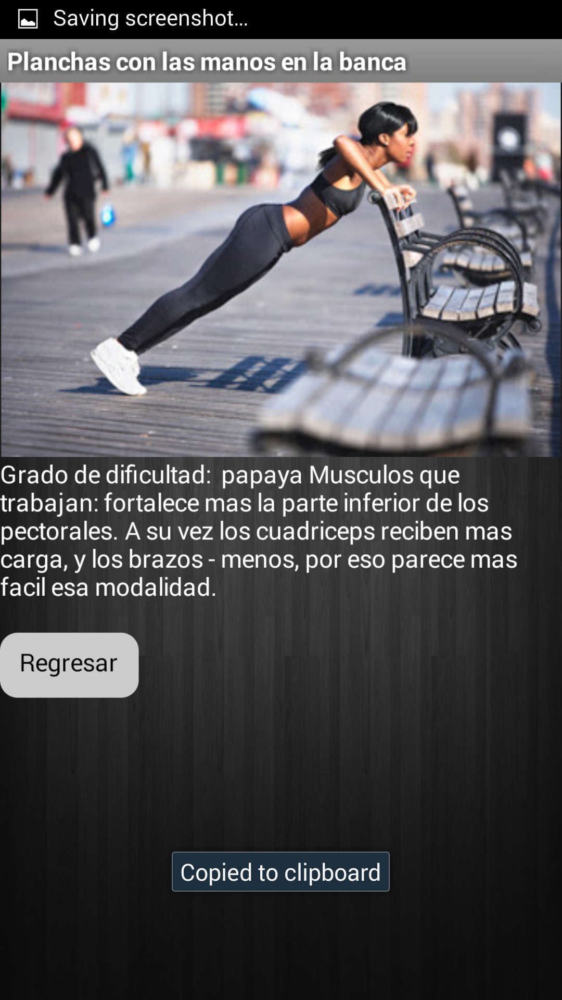 Saving screenshot...
Planchas con las manos en la banca
Grado de dificultad:  papaya Musculos que
trabajan: fortalece mas la parte inferior de los
pectorales. A su vez los cuadriceps reciben mas
carga, y los brazos - menos, por eso parece mas
facil esa modalidad.
Regresar
Copied to clipboard